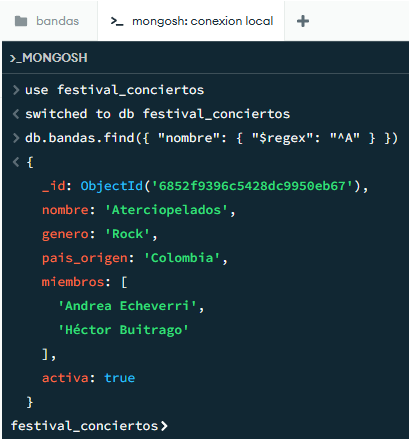 bandas
>_ mongosh: conexion local +
>_MONGOSH
> use festival_conciertos
< switched to db festival_conciertos
> db.bandas.find({ "nombre": { "$regex": "^A" } })
< {
_id: ObjectId('6852f9396c5428dc9950eb67'),
nombre: 'Aterciopelados',
genero: 'Rock',
pais_origen: 'Colombia',
miembros: [
'Andrea Echeverri',
'Héctor Buitrago'
],
activa: true
}
festival_conciertos>